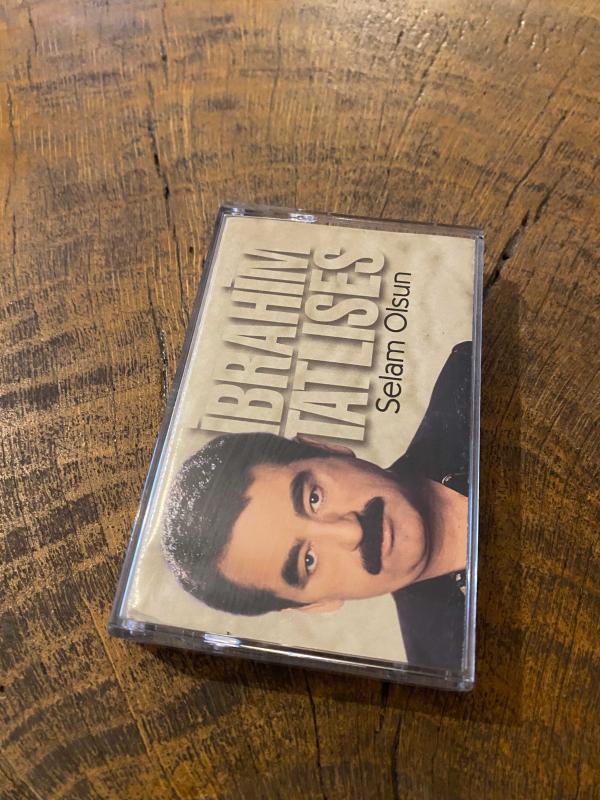 İBRAHİM
TATLISES
Selam Olsun